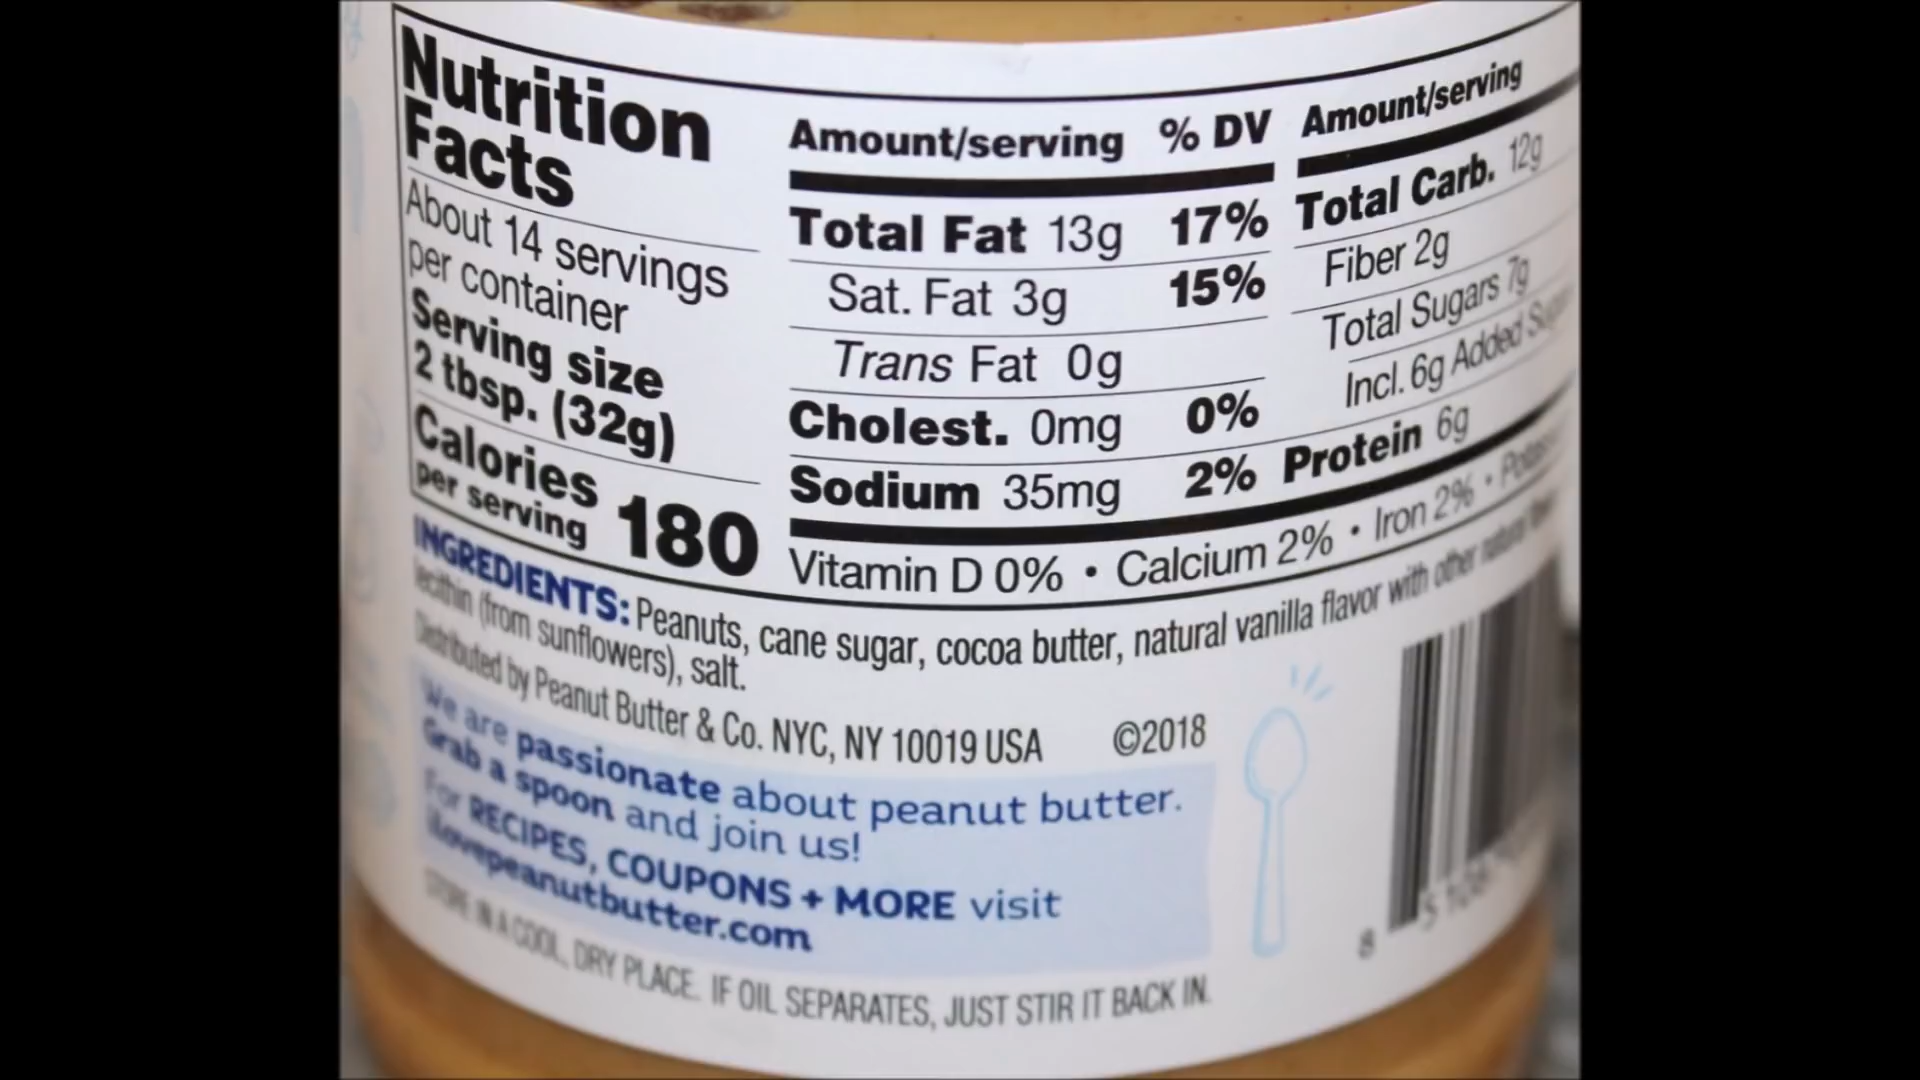 Nutrition
Facts
About 14 servings
per container
Serving size
2 tbsp. (32g)
Calories
per serving 180
Amount/serving % DV
Total Fat 13g 17%
Sat. Fat 3g 15%
Trans Fat 0g
Cholest. 0mg 0%
Sodium 35mg 2%
Amount/serving
Total Carb. 12g
Fiber 2g
Total Sugars 7g
Incl. 6g Added
Protein 6g
Vitamin D 0% • Calcium 2% • Iron 2% •
INGREDIENTS: Peanuts, cane sugar, cocoa butter, natural vanilla flavor with other natural
lecithin (from sunflowers), salt.
Distributed by Peanut Butter & Co. NYC, NY 10019 USA ©2018
We are passionate about peanut butter.
Grab a spoon and join us!
For RECIPES, COUPONS + MORE visit
ilovepeanutbutter.com
STORE IN A COOL, DRY PLACE. IF OIL SEPARATES, JUST STIR IT BACK IN.
8